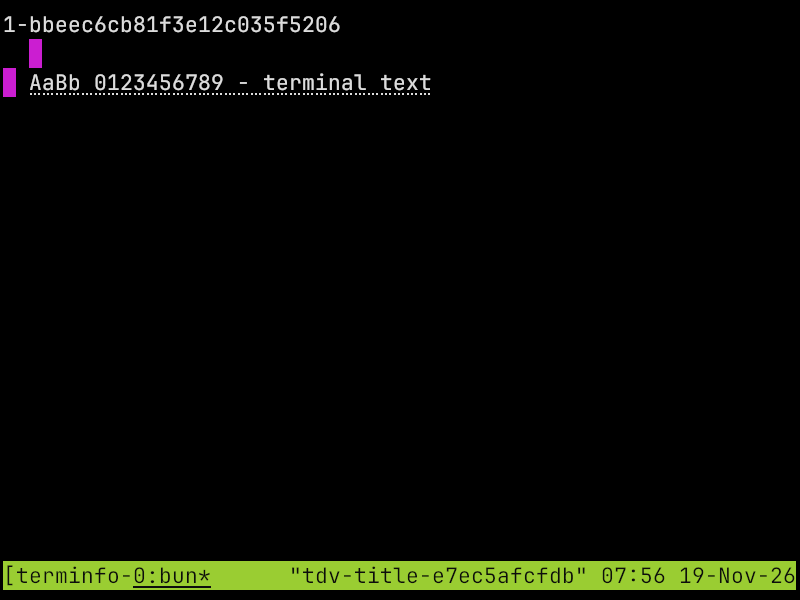 1-bbeec6cb81f3e12c035f5206
AaBb 0123456789 - terminal text
[terminfo-0:bun* "tdv-title-e7ec5afcfdb" 07:56 19-Nov-26